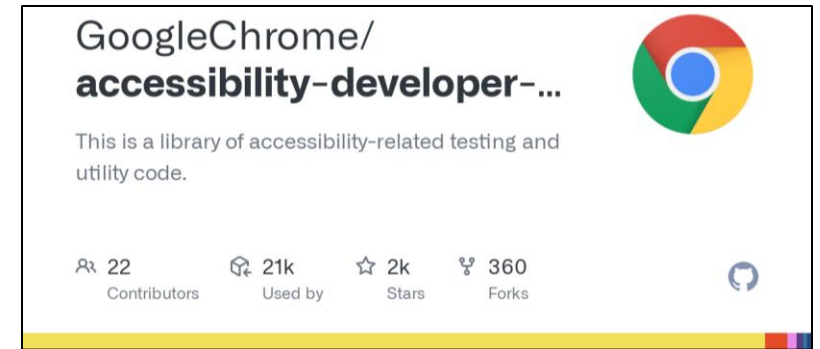 GoogleChrome/
accessibility-developer-...
This is a library of accessibility-related testing and
utility code.
22
Contributors
21k
Used by
2k
Stars
360
Forks